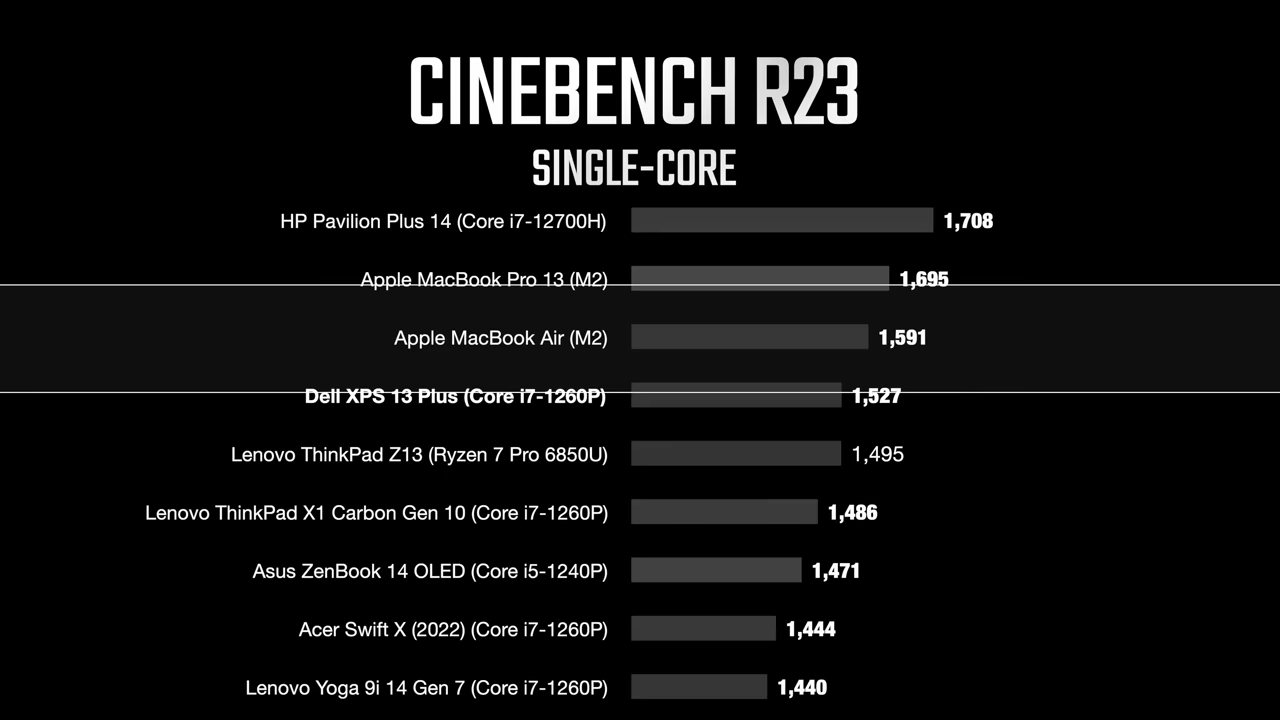 CINEBENCH R23
SINGLE-CORE
HP Pavilion Plus 14 (Core i7-12700H) 1,708
Apple MacBook Pro 13 (M2) 1,695
Apple MacBook Air (M2) 1,591
Dell XPS 13 Plus (Core i7-1260P) 1,527
Lenovo ThinkPad Z13 (Ryzen 7 Pro 6850U) 1,495
Lenovo ThinkPad X1 Carbon Gen 10 (Core i7-1260P) 1,486
Asus ZenBook 14 OLED (Core i5-1240P) 1,471
Acer Swift X (2022) (Core i7-1260P) 1,444
Lenovo Yoga 9i 14 Gen 7 (Core i7-1260P) 1,440